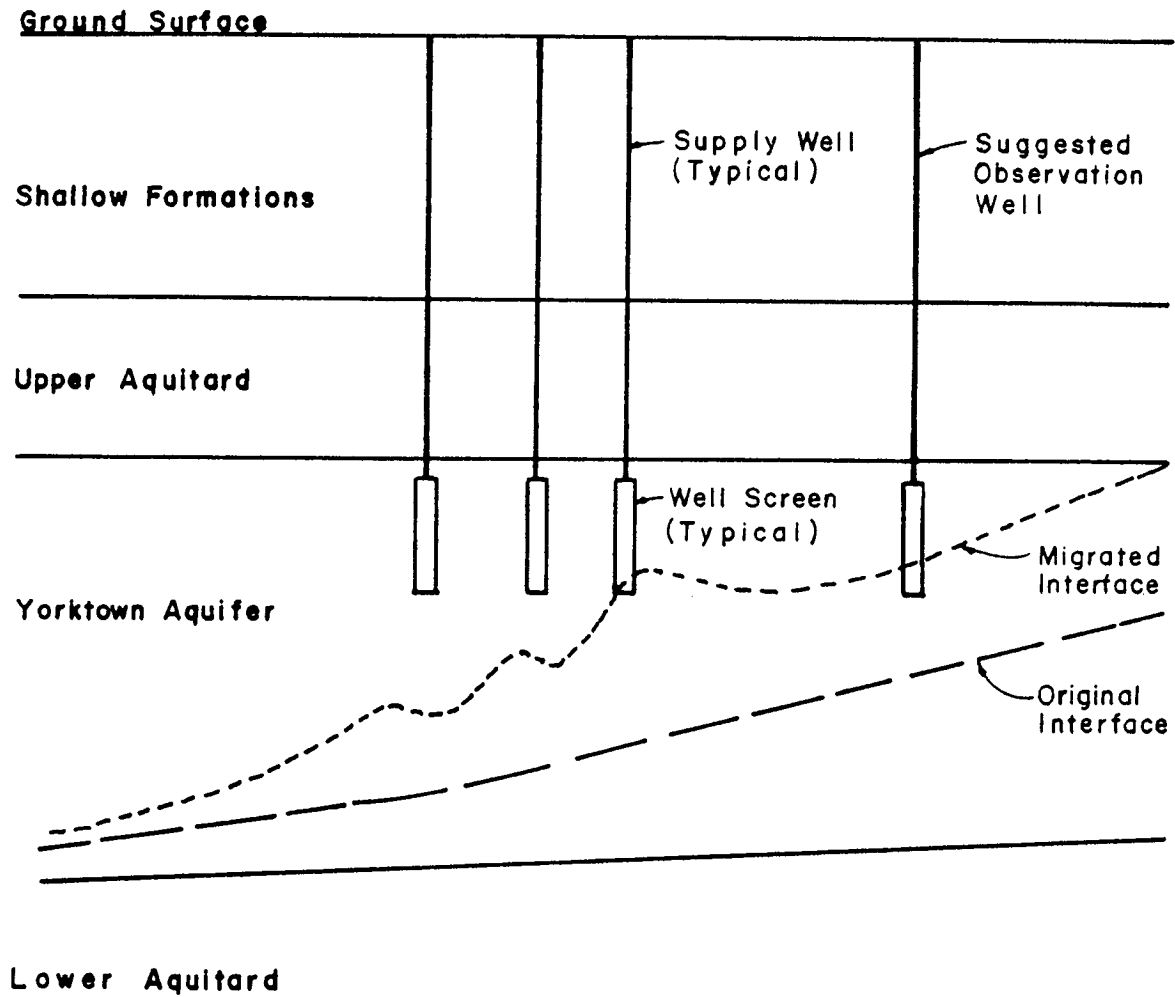 Ground Surface
Supply Well
(Typical)
Suggested
Observation
Well
Shallow Formations
Upper Aquitard
Well Screen
(Typical)
Migrated
Interface
Yorktown Aquifer
Original
Interface
Lower Aquitard